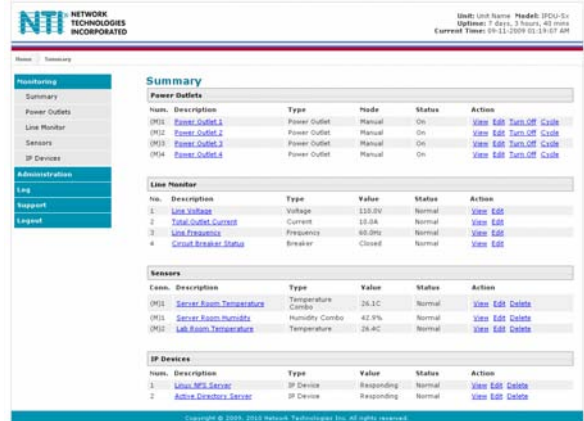 NTI NETWORK TECHNOLOGIES INCORPORATED
Unit: Unit Name Model: IPDU-Sx
Uptime: 7 days, 3 hours, 40 mins
Current Time: 09-11-2009 01:19:07 AM
Home Summary
Monitoring
Summary
Power Outlets
Line Monitor
Sensors
IP Devices
Administration
Log
Support
Logout
Summary
Power Outlets
Num. Description Type Mode Status Action
(M)1 Power Outlet 1 Power Outlet Manual On View Edit Turn Off Cycle
(M)2 Power Outlet 2 Power Outlet Manual On View Edit Turn Off Cycle
(M)3 Power Outlet 3 Power Outlet Manual On View Edit Turn Off Cycle
(M)4 Power Outlet 4 Power Outlet Manual On View Edit Turn Off Cycle
Line Monitor
No. Description Type Value Status Action
1 Line Voltage Voltage 110.0V Normal View Edit
2 Total Outlet Current Current 10.0A Normal View Edit
3 Line Frequency Frequency 60.0Hz Normal View Edit
4 Circuit Breaker Status Breaker Closed Normal View Edit
Sensors
Conn. Description Type Value Status Action
(M)1 Server Room Temperature Temperature Combo 26.1C Normal View Edit Delete
(M)1 Server Room Humidity Humidity Combo 42.9% Normal View Edit Delete
(M)2 Lab Room Temperature Temperature 26.4C Normal View Edit Delete
IP Devices
Num. Description Type Value Status Action
1 Linux NFS Server IP Device Responding Normal View Edit Delete
2 Active Directory Server IP Device Responding Normal View Edit Delete
Copyright © 2009, 2010 Network Technologies Inc. All rights reserved.